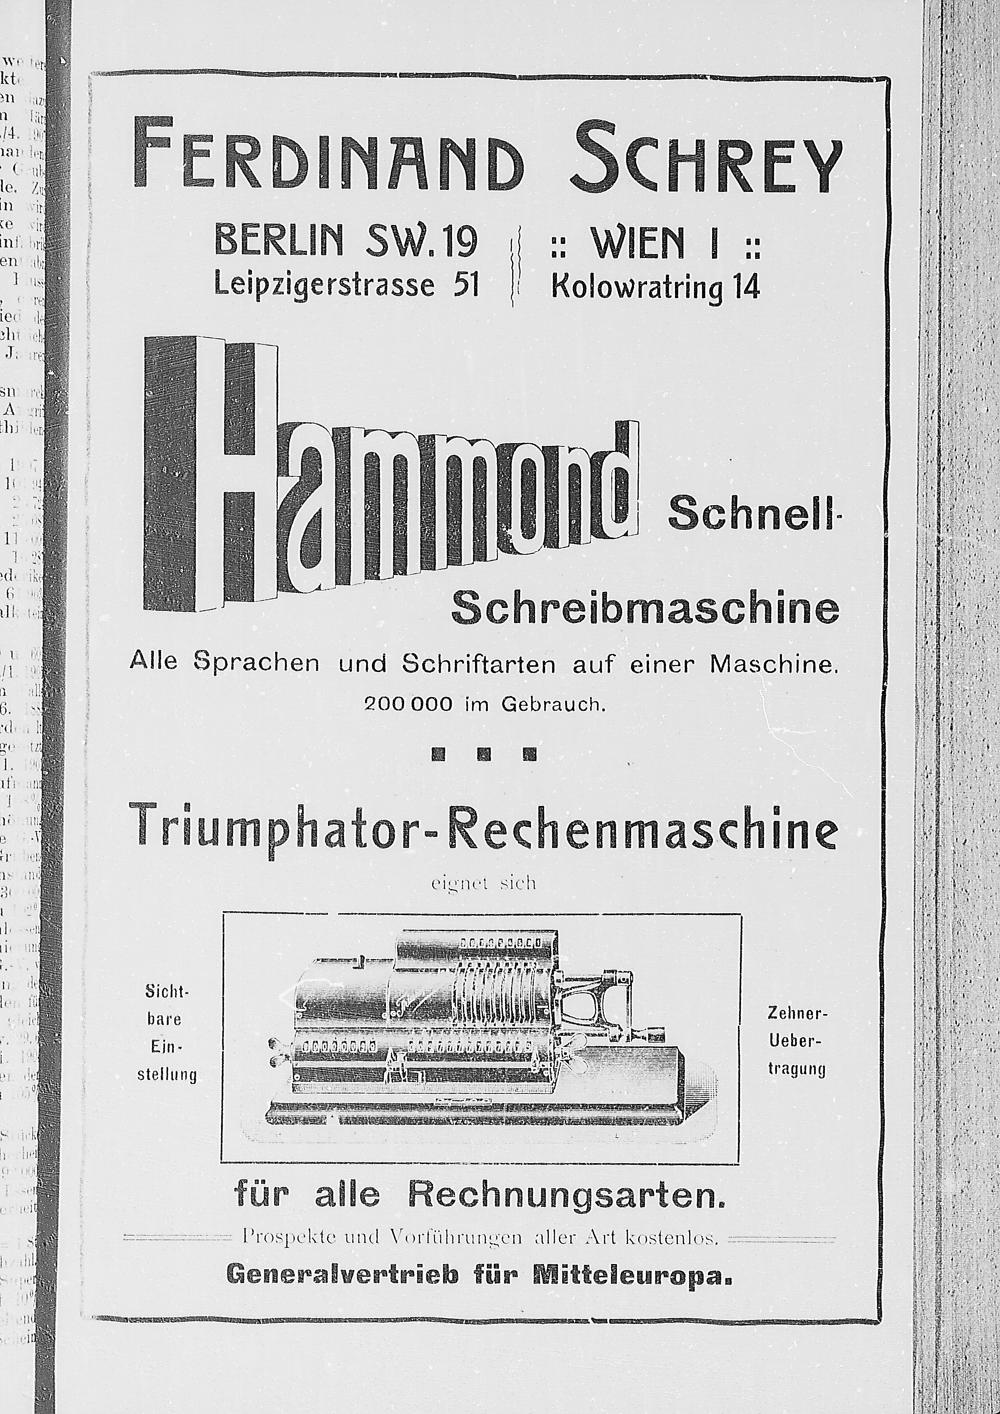 FERDINAND SCHREY
BERLIN SW. 19
Leipzigerstrasse 51
:: WIEN I ::
Kolowratring 14
Hammond Schnell-
Schreibmaschine
Alle Sprachen und Schriftarten auf einer Maschine.
200 000 im Gebrauch.
Triumphator-Rechenmaschine
eignet sich
Sicht-
bare
Ein-
stellung
Zehner-
Ueber-
tragung
für alle Rechnungsarten.
Prospekte und Vorführungen aller Art kostenlos.
Generalvertrieb für Mitteleuropa.